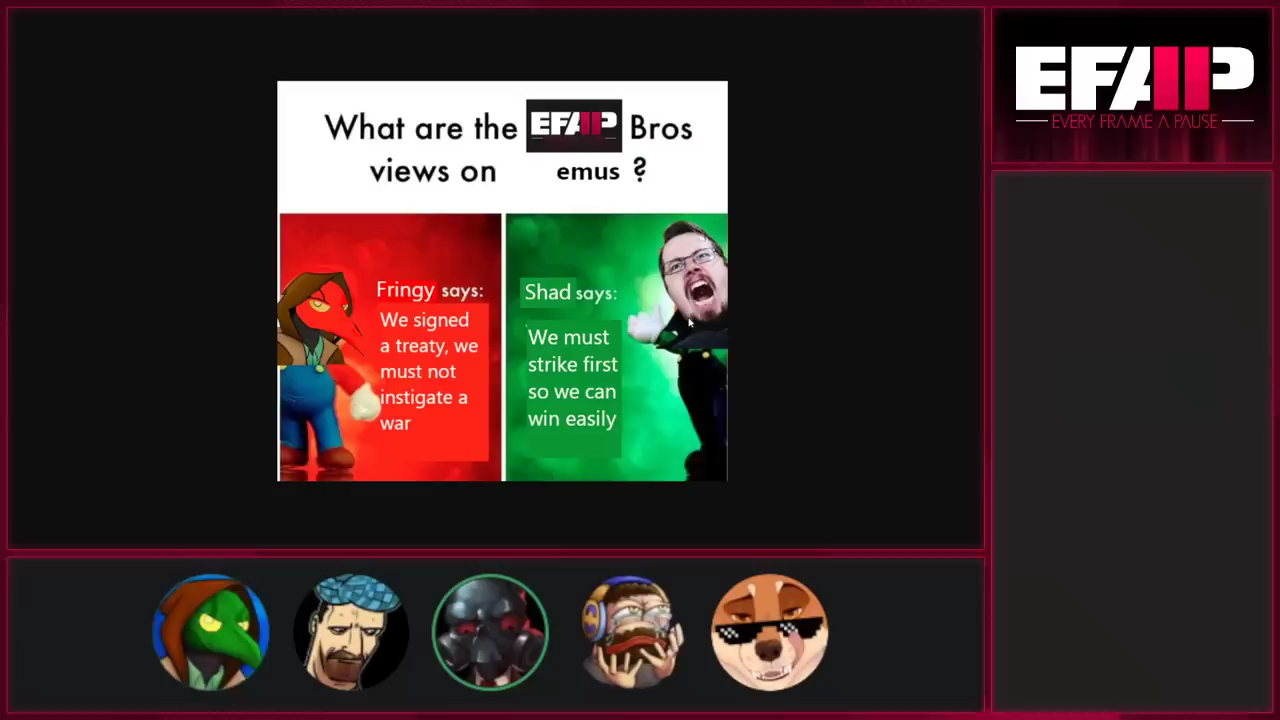 What are the EFAP Bros
views on emus ?
Fringy says:
We signed
a treaty, we
must not
instigate a
war
Shad says:
We must
strike first
so we can
win easily
EFAP
EVERY FRAME A PAUSE